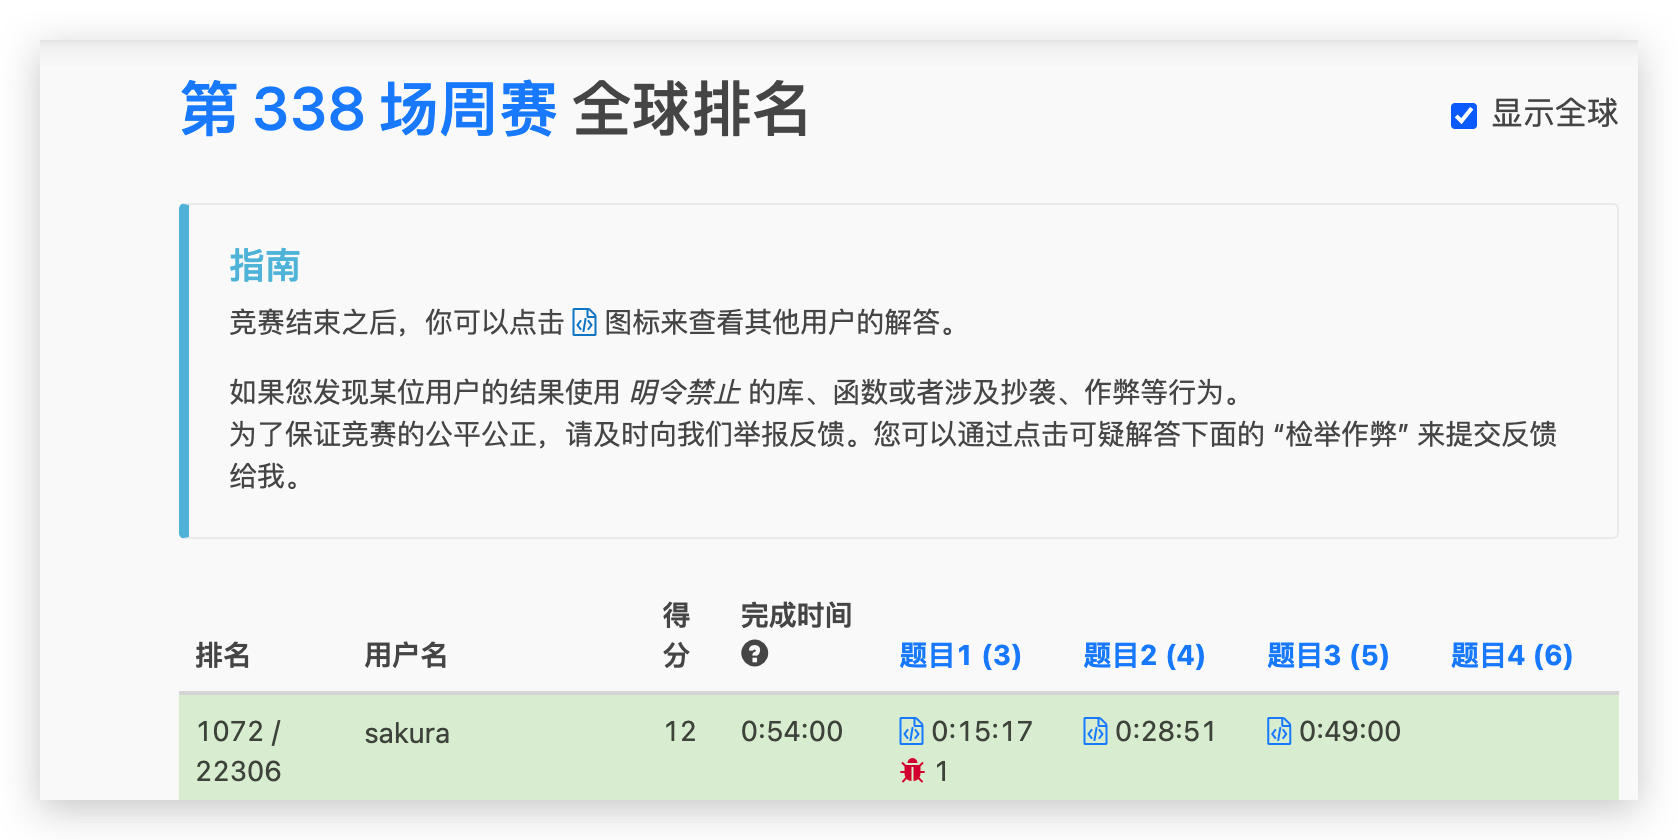 第 338 场周赛 全球排名
显示全球
指南
竞赛结束之后，你可以点击 图标来查看其他用户的解答。
如果您发现某位用户的结果使用 明令禁止 的库、函数或者涉及抄袭、作弊等行为。
为了保证竞赛的公平公正，请及时向我们举报反馈。您可以通过点击可疑解答下面的 “检举作弊” 来提交反馈
给我。
排名 用户名 得分 完成时间 题目1 (3) 题目2 (4) 题目3 (5) 题目4 (6)
1072 / 22306 sakura 12 0:54:00 0:15:17 0:28:51 0:49:00
1